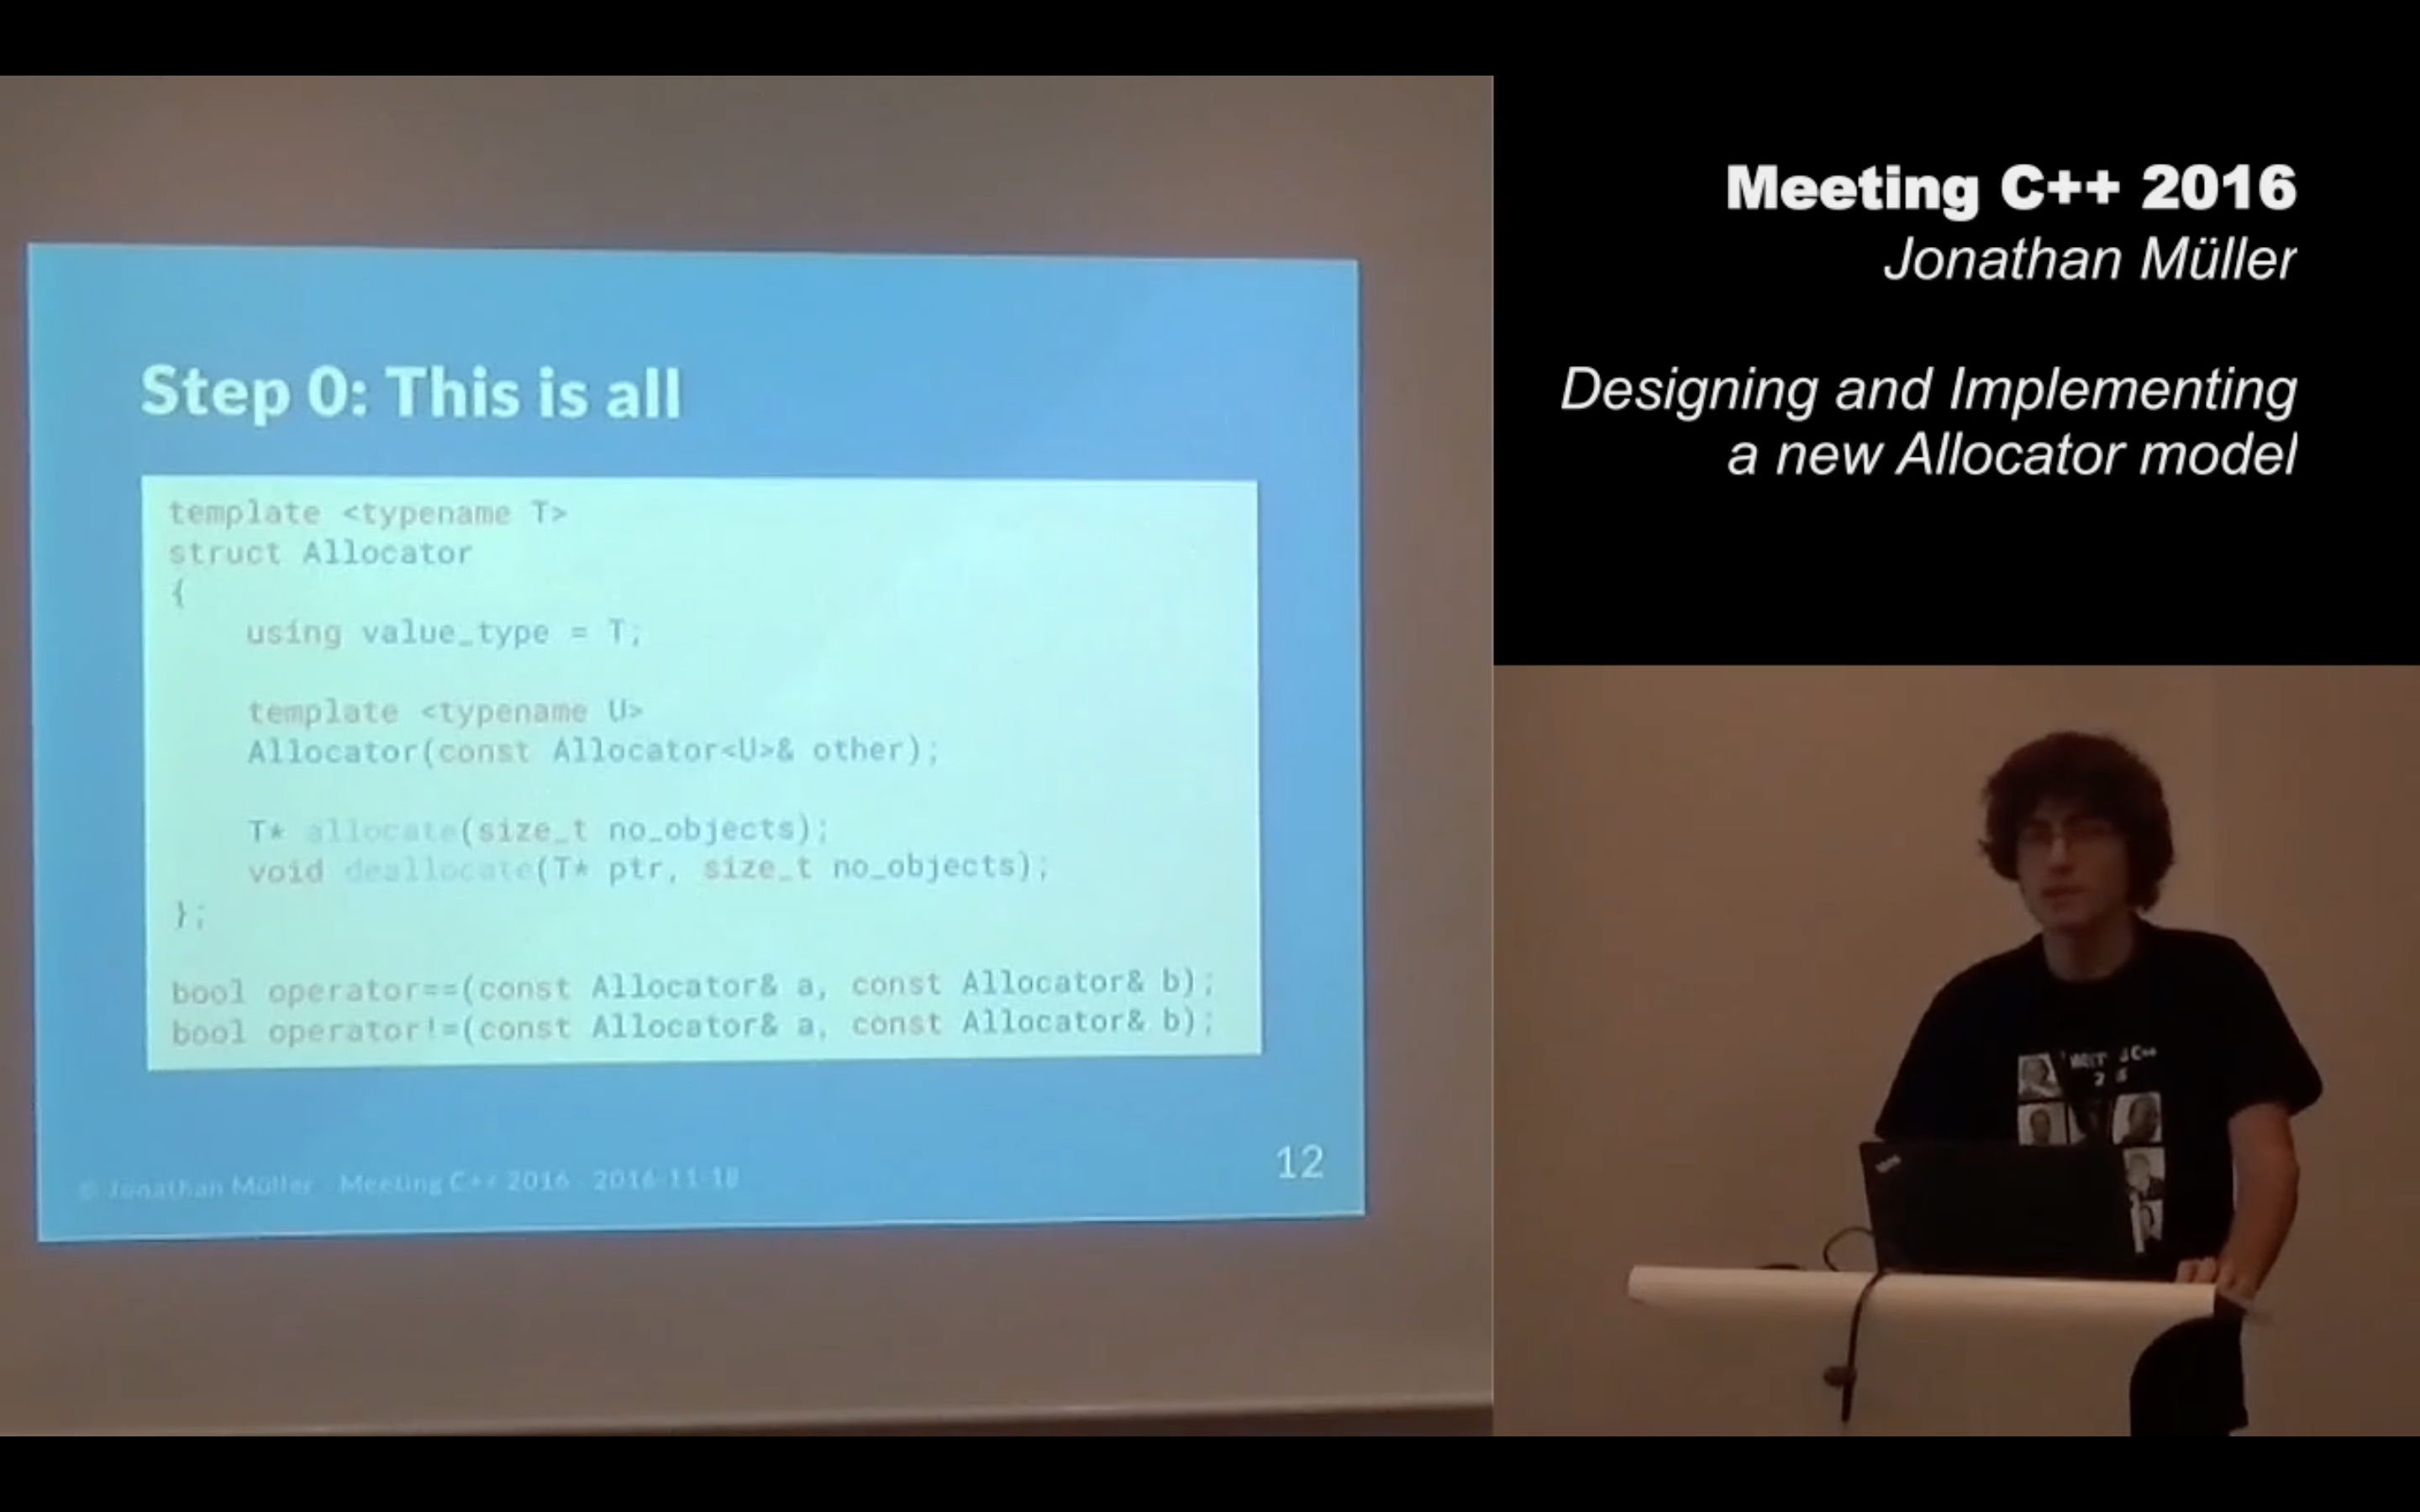 Step 0: This is all
template <typename T>
struct Allocator
{
using value_type = T;
template <typename U>
Allocator(const Allocator<U>& other);
T* allocate(size_t no_objects);
void deallocate(T* ptr, size_t no_objects);
};
bool operator==(const Allocator& a, const Allocator& b);
bool operator!=(const Allocator& a, const Allocator& b);
© Jonathan Müller - Meeting C++ 2016 - 2016-11-18
12
Meeting C++ 2016
Jonathan Müller
Designing and Implementing
a new Allocator model